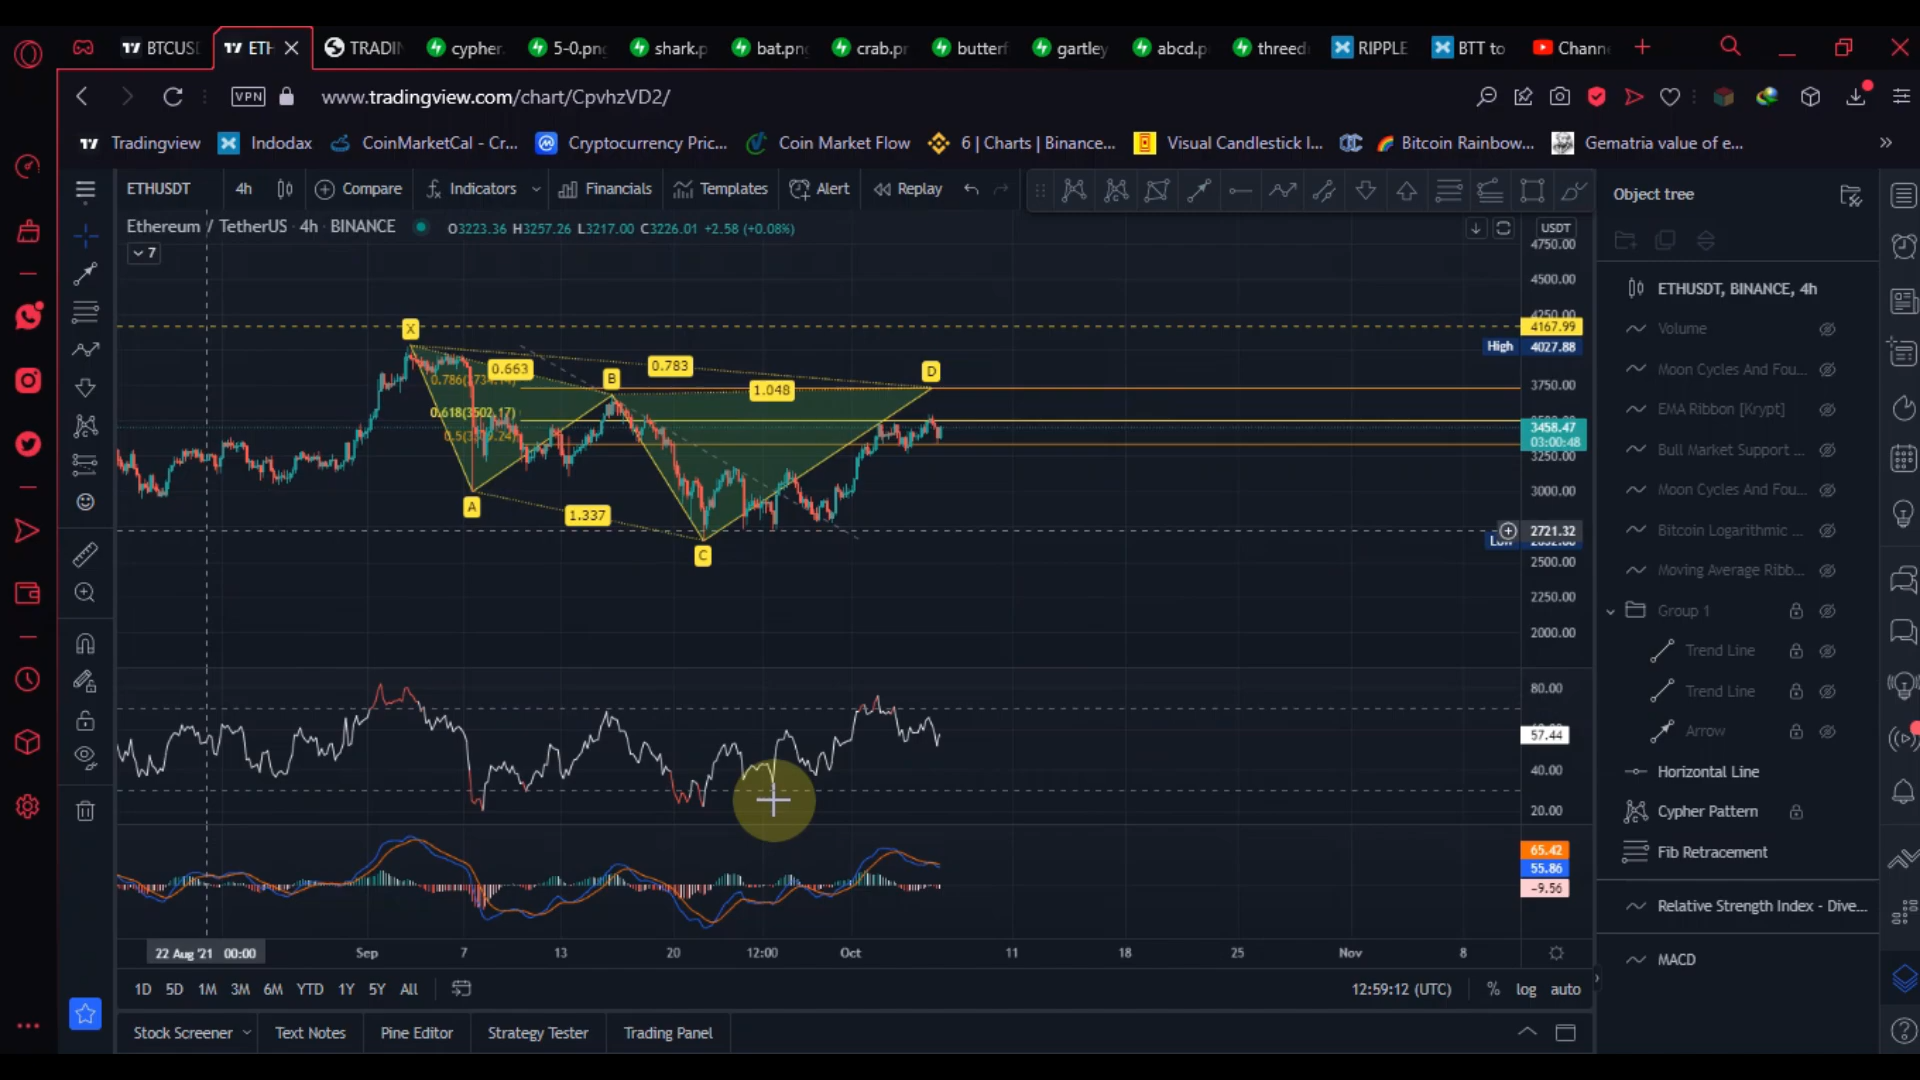 BTCUS
ETH
TRADI
cypher.
5-0.pn
shark.p
bat.pn
crab.pr
butterf
gartley
abcd.p
threed
RIPPLE
BTT to
Chann
VPN
www.tradingview.com/chart/CpvhzVD2/
Tradingview
Indodax
CoinMarketCal - Cr...
Cryptocurrency Pric...
Coin Market Flow
6 | Charts | Binance...
Visual Candlestick I...
Bitcoin Rainbow...
Gematria value of e...
»
ETHUSDT
4h
Compare
Indicators
Financials
Templates
Alert
Replay
Object tree
Ethereum / TetherUS · 4h · BINANCE
O3223.36 H3257.26 L3217.00 C3226.01 +2.58 (+0.08%)
7
USDT
4750.00
4500.00
4250.00
4167.99
High 4027.88
3750.00
3458.47
03:00:48
3250.00
3000.00
2721.32
2500.00
2250.00
2000.00
X
0.663
0.783
B
D
1.048
0.618(3502.17)
A
1.337
C
80.00
57.44
40.00
20.00
65.42
55.86
-9.56
22 Aug '21 00:00
Sep
7
13
20
12:00
Oct
11
18
25
Nov
8
1D
5D
1M
3M
6M
YTD
1Y
5Y
All
12:59:12 (UTC)
%
log
auto
Stock Screener
Text Notes
Pine Editor
Strategy Tester
Trading Panel
ETHUSDT, BINANCE, 4h
Volume
Moon Cycles And Fou...
EMA Ribbon [Krypt]
Bull Market Support ...
Moon Cycles And Fou...
Bitcoin Logarithmic ...
Moving Average Ribb...
Group 1
Trend Line
Trend Line
Arrow
Horizontal Line
Cypher Pattern
Fib Retracement
Relative Strength Index - Dive...
MACD